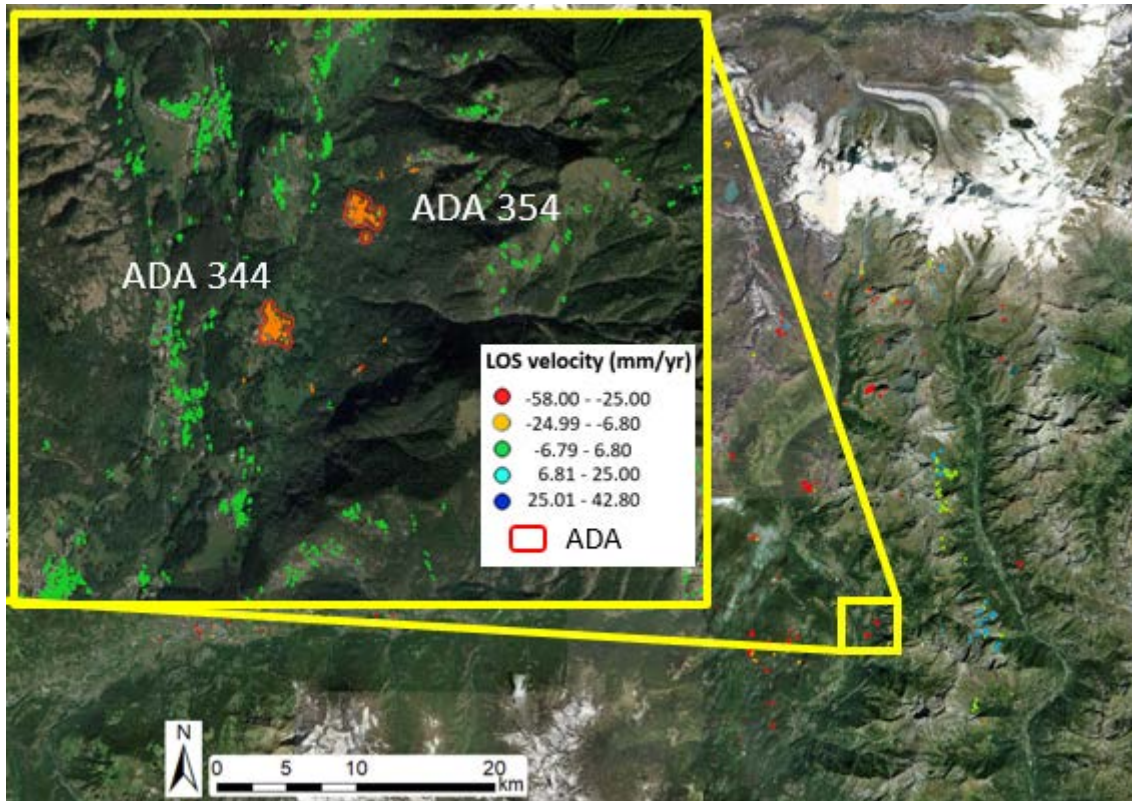 ADA 354
ADA 344
LOS velocity (mm/yr)
-58.00 - -25.00
-24.99 - -6.80
-6.79 - 6.80
6.81 - 25.00
25.01 - 42.80
ADA
N
0 5 10 20
km